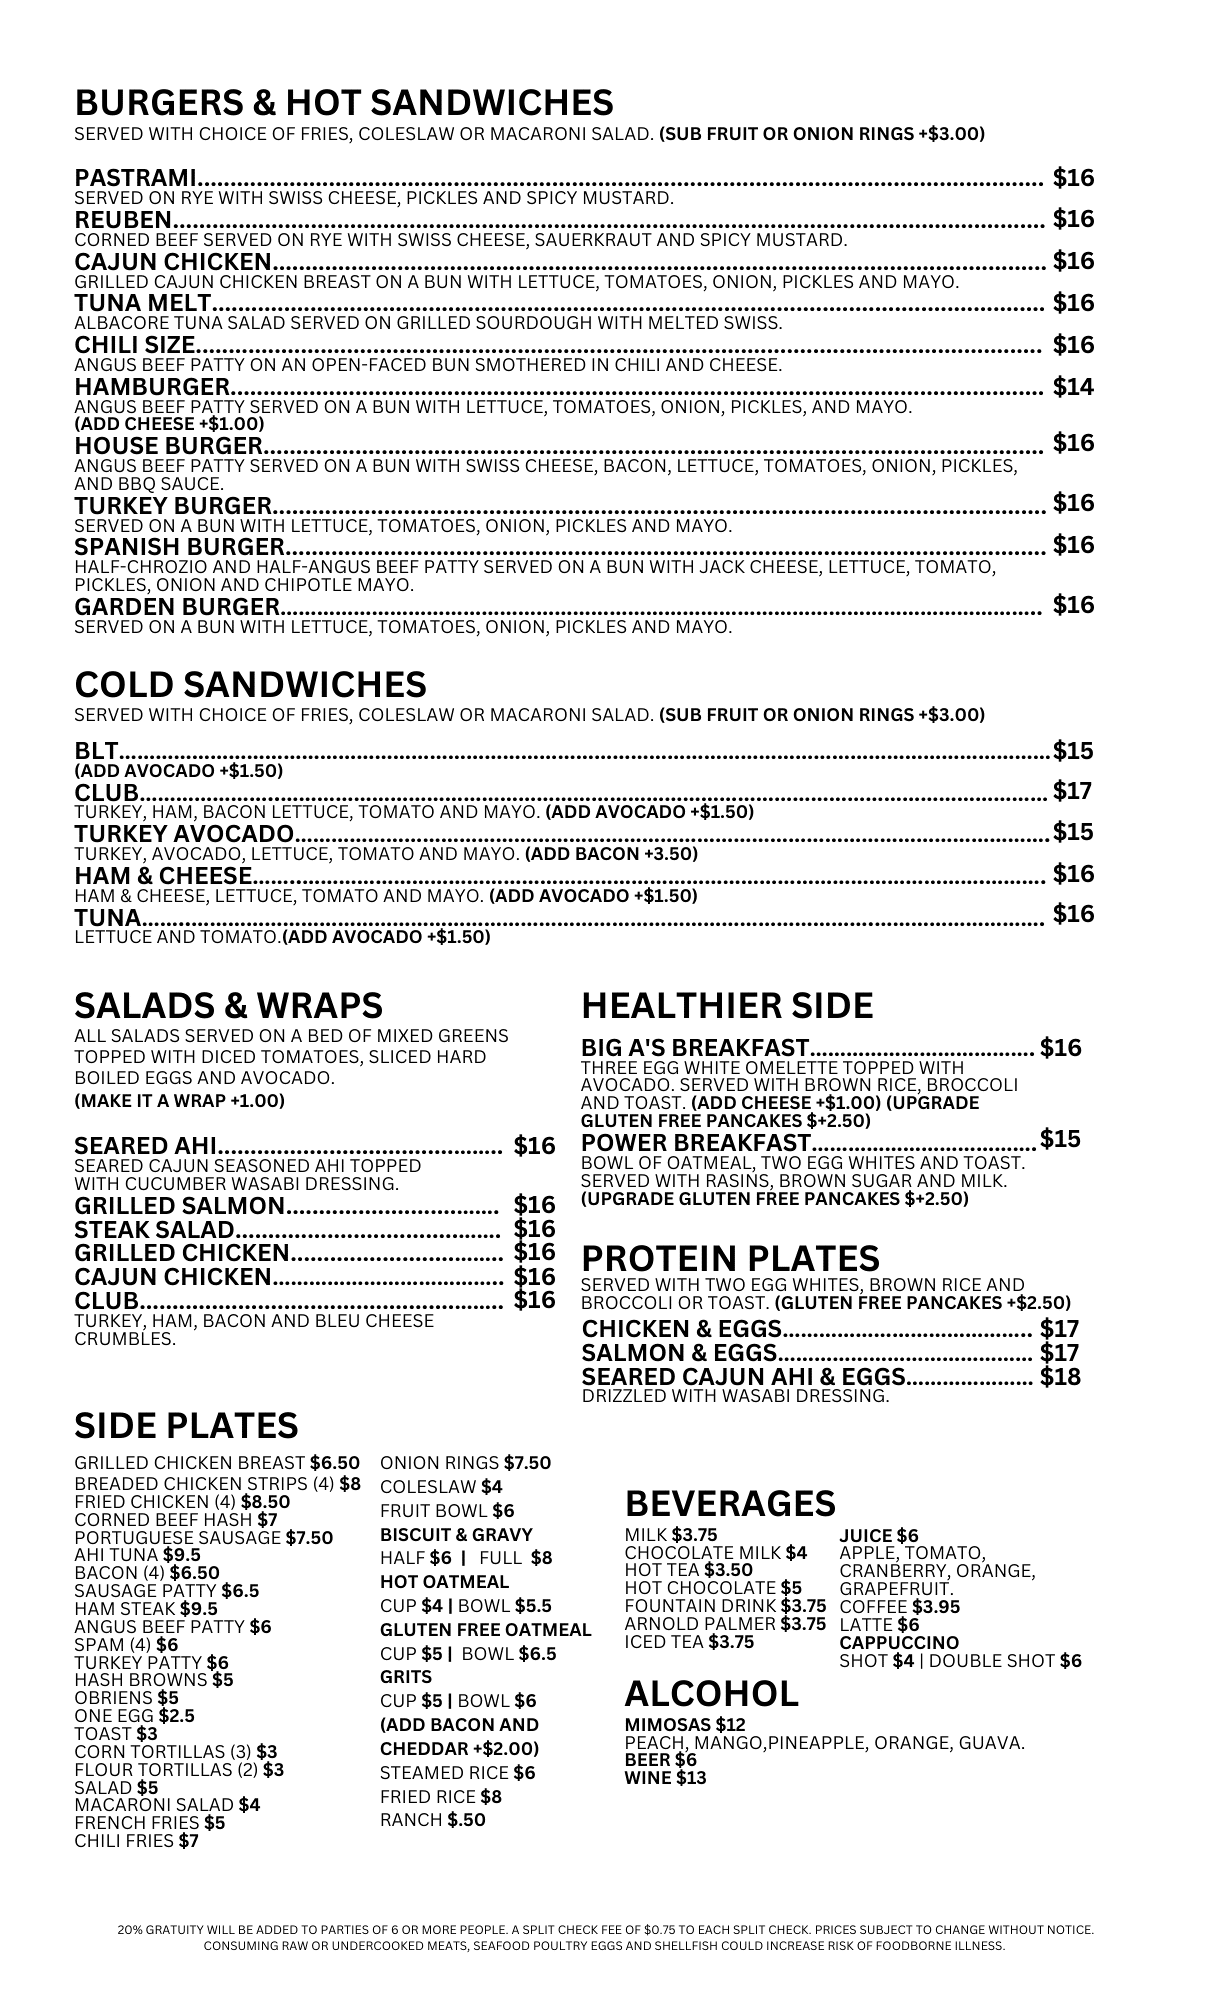 BURGERS & HOT SANDWICHES
SERVED WITH CHOICE OF FRIES, COLESLAW OR MACARONI SALAD. (SUB FRUIT OR ONION RINGS +$3.00)
PASTRAMI................................................................ $16
SERVED ON RYE WITH SWISS CHEESE, PICKLES AND SPICY MUSTARD.
REUBEN................................................................ $16
CORNED BEEF SERVED ON RYE WITH SWISS CHEESE, SAUERKRAUT AND SPICY MUSTARD.
CAJUN CHICKEN................................................................ $16
GRILLED CAJUN CHICKEN BREAST ON A BUN WITH LETTUCE, TOMATOES, ONION, PICKLES AND MAYO.
TUNA MELT................................................................ $16
ALBACORE TUNA SALAD SERVED ON GRILLED SOURDOUGH WITH MELTED SWISS.
CHILI SIZE................................................................ $16
ANGUS BEEF PATTY ON AN OPEN-FACED BUN SMOTHERED IN CHILI AND CHEESE.
HAMBURGER................................................................ $14
ANGUS BEEF PATTY SERVED ON A BUN WITH LETTUCE, TOMATOES, ONION, PICKLES, AND MAYO.
(ADD CHEESE +$1.00)
HOUSE BURGER................................................................ $16
ANGUS BEEF PATTY SERVED ON A BUN WITH SWISS CHEESE, BACON, LETTUCE, TOMATOES, ONION, PICKLES,
AND BBQ SAUCE.
TURKEY BURGER................................................................ $16
SERVED ON A BUN WITH LETTUCE, TOMATOES, ONION, PICKLES AND MAYO.
SPANISH BURGER................................................................ $16
HALF-CHROZIO AND HALF-ANGUS BEEF PATTY SERVED ON A BUN WITH JACK CHEESE, LETTUCE, TOMATO,
PICKLES, ONION AND CHIPOTLE MAYO.
GARDEN BURGER................................................................ $16
SERVED ON A BUN WITH LETTUCE, TOMATOES, ONION, PICKLES AND MAYO.
COLD SANDWICHES
SERVED WITH CHOICE OF FRIES, COLESLAW OR MACARONI SALAD. (SUB FRUIT OR ONION RINGS +$3.00)
BLT................................................................ $15
(ADD AVOCADO +$1.50)
CLUB................................................................ $17
TURKEY, HAM, BACON LETTUCE, TOMATO AND MAYO. (ADD AVOCADO +$1.50)
TURKEY AVOCADO................................................................ $15
TURKEY, AVOCADO, LETTUCE, TOMATO AND MAYO. (ADD BACON +3.50)
HAM & CHEESE................................................................ $16
HAM & CHEESE, LETTUCE, TOMATO AND MAYO. (ADD AVOCADO +$1.50)
TUNA................................................................ $16
LETTUCE AND TOMATO.(ADD AVOCADO +$1.50)
SALADS & WRAPS
ALL SALADS SERVED ON A BED OF MIXED GREENS
TOPPED WITH DICED TOMATOES, SLICED HARD
BOILED EGGS AND AVOCADO.
(MAKE IT A WRAP +1.00)
SEARED AHI........................................... $16
SEARED CAJUN SEASONED AHI TOPPED
WITH CUCUMBER WASABI DRESSING.
GRILLED SALMON................................ $16
STEAK SALAD........................................ $16
GRILLED CHICKEN................................ $16
CAJUN CHICKEN................................... $16
CLUB....................................................... $16
TURKEY, HAM, BACON AND BLEU CHEESE
CRUMBLES.
HEALTHIER SIDE
BIG A'S BREAKFAST.................................. $16
THREE EGG WHITE OMELETTE TOPPED WITH
AVOCADO. SERVED WITH BROWN RICE, BROCCOLI
AND TOAST. (ADD CHEESE +$1.00) (UPGRADE
GLUTEN FREE PANCAKES $+2.50)
POWER BREAKFAST.................................. $15
BOWL OF OATMEAL, TWO EGG WHITES AND TOAST.
SERVED WITH RASINS, BROWN SUGAR AND MILK.
(UPGRADE GLUTEN FREE PANCAKES $+2.50)
PROTEIN PLATES
SERVED WITH TWO EGG WHITES, BROWN RICE AND
BROCCOLI OR TOAST. (GLUTEN FREE PANCAKES +$2.50)
CHICKEN & EGGS...................................... $17
SALMON & EGGS....................................... $17
SEARED CAJUN AHI & EGGS................... $18
DRIZZLED WITH WASABI DRESSING.
SIDE PLATES
GRILLED CHICKEN BREAST $6.50
BREADED CHICKEN STRIPS (4) $8
FRIED CHICKEN (4) $8.50
CORNED BEEF HASH $7
PORTUGUESE SAUSAGE $7.50
AHI TUNA $9.5
BACON (4) $6.50
SAUSAGE PATTY $6.5
HAM STEAK $9.5
ANGUS BEEF PATTY $6
SPAM (4) $6
TURKEY PATTY $6
HASH BROWNS $5
OBRIENS $5
ONE EGG $2.5
TOAST $3
CORN TORTILLAS (3) $3
FLOUR TORTILLAS (2) $3
SALAD $5
MACARONI SALAD $4
FRENCH FRIES $5
CHILI FRIES $7
ONION RINGS $7.50
COLESLAW $4
FRUIT BOWL $6
BISCUIT & GRAVY
HALF $6 | FULL $8
HOT OATMEAL
CUP $4 | BOWL $5.5
GLUTEN FREE OATMEAL
CUP $5 | BOWL $6.5
GRITS
CUP $5 | BOWL $6
(ADD BACON AND
CHEDDAR +$2.00)
STEAMED RICE $6
FRIED RICE $8
RANCH $.50
BEVERAGES
MILK $3.75
CHOCOLATE MILK $4
HOT TEA $3.50
HOT CHOCOLATE $5
FOUNTAIN DRINK $3.75
ARNOLD PALMER $3.75
ICED TEA $3.75
JUICE $6
APPLE, TOMATO,
CRANBERRY, ORANGE,
GRAPEFRUIT.
COFFEE $3.95
LATTE $6
CAPPUCCINO
SHOT $4 | DOUBLE SHOT $6
ALCOHOL
MIMOSAS $12
PEACH, MANGO,PINEAPPLE, ORANGE, GUAVA.
BEER $6
WINE $13
20% GRATUITY WILL BE ADDED TO PARTIES OF 6 OR MORE PEOPLE. A SPLIT CHECK FEE OF $0.75 TO EACH SPLIT CHECK. PRICES SUBJECT TO CHANGE WITHOUT NOTICE.
CONSUMING RAW OR UNDERCOOKED MEATS, SEAFOOD POULTRY EGGS AND SHELLFISH COULD INCREASE RISK OF FOODBORNE ILLNESS.